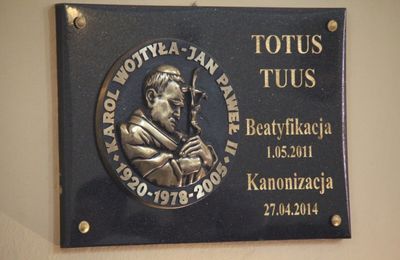 KAROL WOJTYŁA-JAN PAWEŁ II
1920-1978-2005
TOTUS
TUUS
Beatyfikacja
1.05.2011
Kanonizacja
27.04.2014